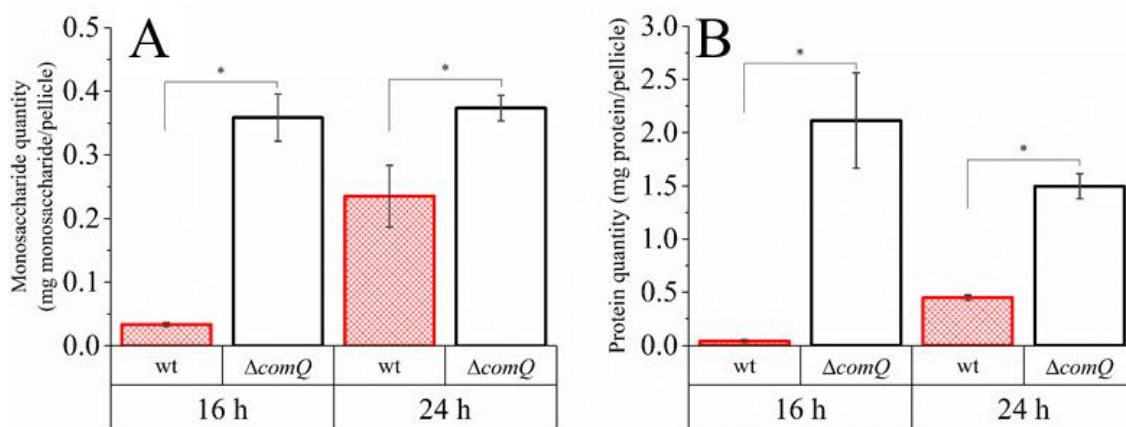 A
Monosaccharide quantity
(mg monosaccharide/pellicle)
0.5
0.4
0.3
0.2
0.1
0.0
*
*
wt
ΔcomQ
wt
ΔcomQ
16 h
24 h
B
Protein quantity (mg protein/pellicle)
3.0
2.5
2.0
1.5
1.0
0.5
0.0
*
*
wt
ΔcomQ
wt
ΔcomQ
16 h
24 h